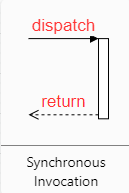 dispatch
return
Synchronous
Invocation